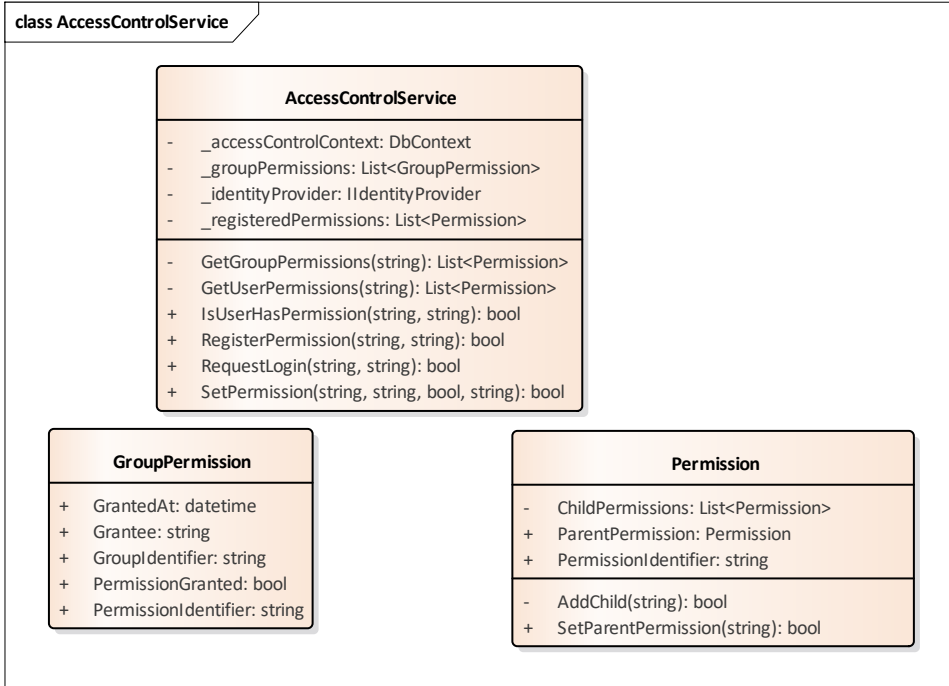 class AccessControlService
AccessControlService
- _accessControlContext: DbContext
- _groupPermissions: List<GroupPermission>
- _identityProvider: IIdentityProvider
- _registeredPermissions: List<Permission>
- GetGroupPermissions(string): List<Permission>
- GetUserPermissions(string): List<Permission>
+ IsUserHasPermission(string, string): bool
+ RegisterPermission(string, string): bool
+ RequestLogin(string, string): bool
+ SetPermission(string, string, bool, string): bool
GroupPermission
+ GrantedAt: datetime
+ Grantee: string
+ GroupIdentifier: string
+ PermissionGranted: bool
+ PermissionIdentifier: string
Permission
- ChildPermissions: List<Permission>
+ ParentPermission: Permission
+ PermissionIdentifier: string
- AddChild(string): bool
+ SetParentPermission(string): bool